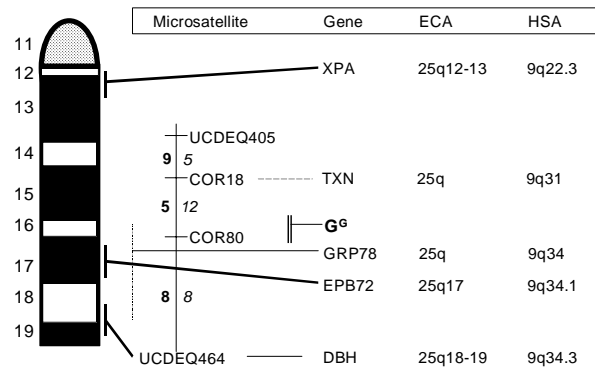 Microsatellite Gene ECA HSA
11
12
XPA 25q12-13 9q22.3
13
UCDEQ405
14
9 5
COR18 TXN 25q 9q31
15
5 12
16
Gᴳ
COR80
GRP78 25q 9q34
17
EPB72 25q17 9q34.1
18
8 8
19
UCDEQ464 DBH 25q18-19 9q34.3